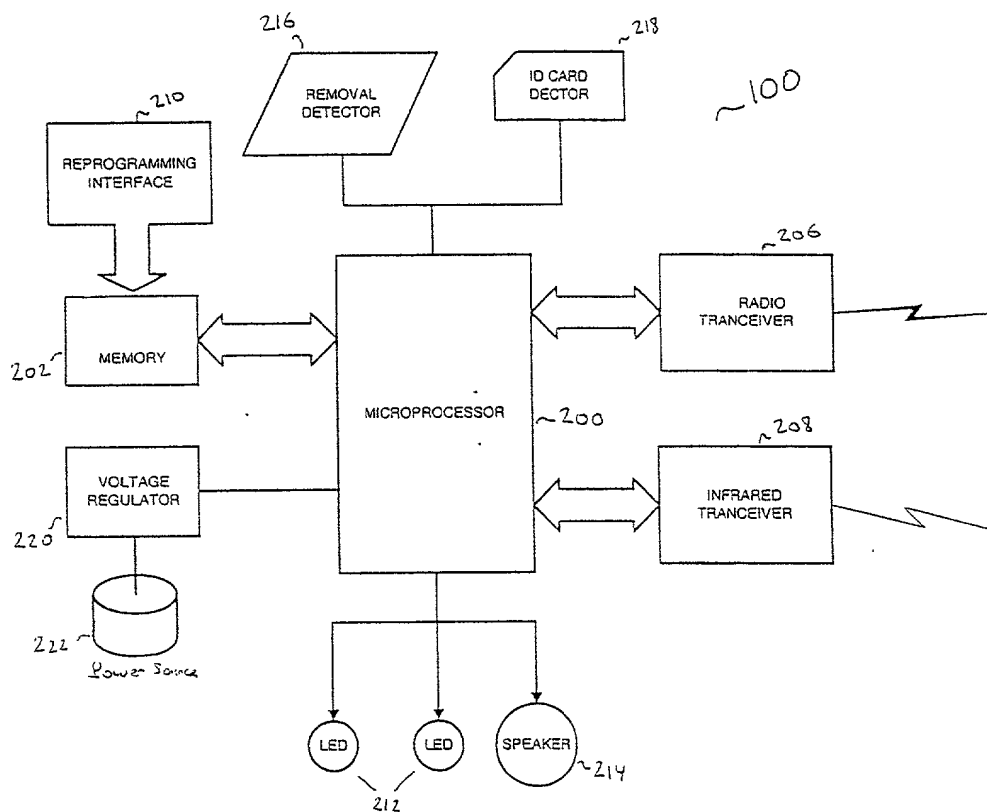 216
218
REMOVAL
DETECTOR
ID CARD
DECTOR
100
210
REPROGRAMMING
INTERFACE
206
RADIO
TRANCEIVER
MEMORY
202
MICROPROCESSOR
200
208
VOLTAGE
REGULATOR
INFRARED
TRANCEIVER
220
222
Power Source
LED
LED
SPEAKER
212
214